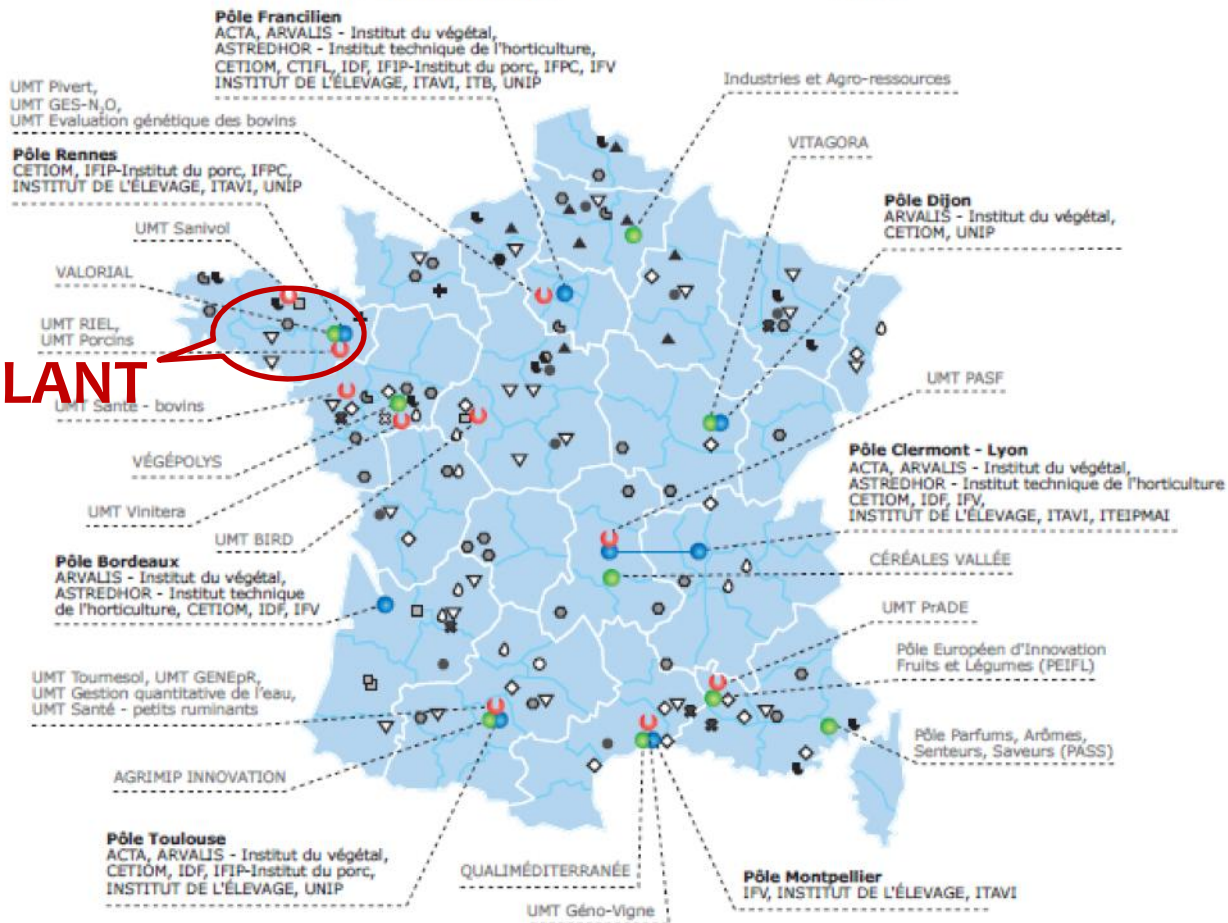 Pôle Francilien
ACTA, ARVALIS - Institut du végétal,
ASTREDHOR - Institut technique de l'horticulture,
CETIOM, CTIFL, IDF, IFIP-Institut du porc, IFPC, IFV
INSTITUT DE L'ÉLEVAGE, ITAVI, ITB, UNIP
Industries et Agro-ressources
UMT Pivert,
UMT GES-N₂O,
UMT Evaluation génétique des bovins
VITAGORA
Pôle Rennes
CETIOM, IFIP-Institut du porc, IFPC,
INSTITUT DE L'ÉLEVAGE, ITAVI, UNIP
Pôle Dijon
ARVALIS - Institut du végétal,
CETIOM, UNIP
UMT Sanivol
VALORIAL
UMT RIEL,
UMT Porcins
LANT
UMT Santé - bovins
UMT PASF
VÉGÉPOLYS
Pôle Clermont - Lyon
ACTA, ARVALIS - Institut du végétal,
ASTREDHOR - Institut technique de l'horticulture
CETIOM, IDF, IFV,
INSTITUT DE L'ÉLEVAGE, ITAVI, ITEIPMAI
UMT Vinitera
UMT BIRD
CÉRÉALES VALLÉE
Pôle Bordeaux
ARVALIS - Institut du végétal,
ASTREDHOR - Institut technique
de l'horticulture, CETIOM, IDF, IFV
UMT PrADE
Pôle Européen d'Innovation
Fruits et Légumes (PEIFL)
UMT Tournesol, UMT GENEpR,
UMT Gestion quantitative de l'eau,
UMT Santé - petits ruminants
Pôle Parfums, Arômes,
Senteurs, Saveurs (PASS)
AGRIMIP INNOVATION
Pôle Toulouse
ACTA, ARVALIS - Institut du végétal,
CETIOM, IDF, IFIP-Institut du porc,
INSTITUT DE L'ÉLEVAGE, UNIP
QUALIMÉDITERRANÉE
Pôle Montpellier
IFV, INSTITUT DE L'ÉLEVAGE, ITAVI
UMT Géno-Vigne